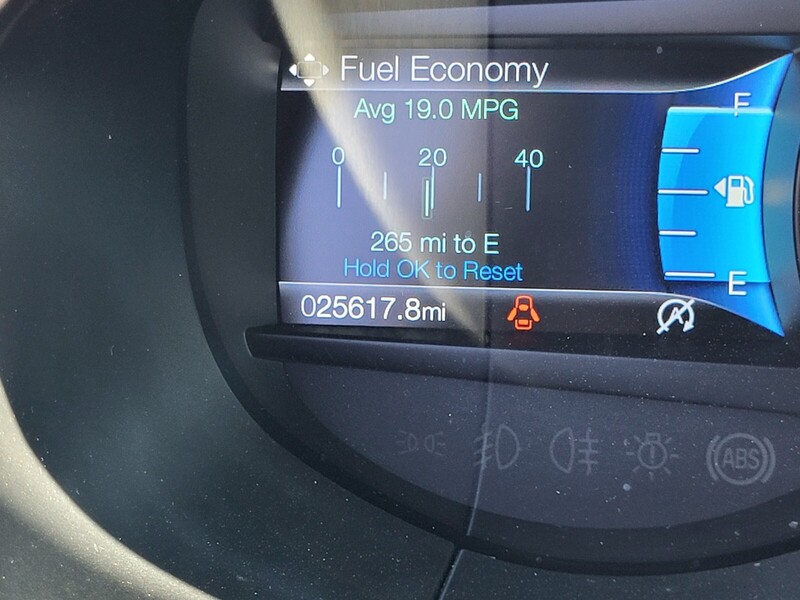 Fuel Economy
Avg 19.0 MPG
0 20 40
265 mi to E
Hold OK to Reset
025617.8mi
F
E
A
ABS